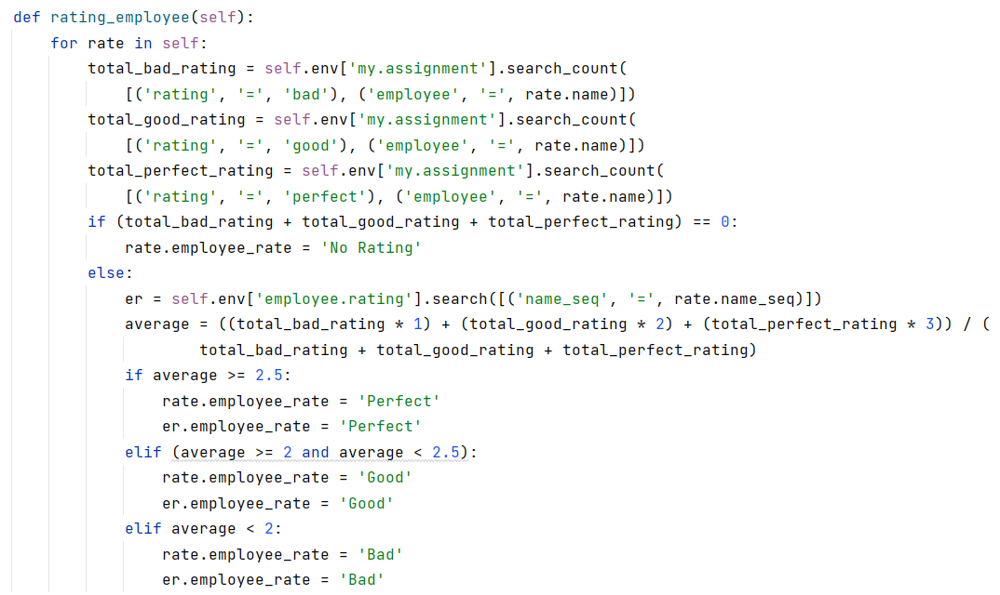 def rating_employee(self):
    for rate in self:
        total_bad_rating = self.env['my.assignment'].search_count(
            [('rating', '=', 'bad'), ('employee', '=', rate.name)])
        total_good_rating = self.env['my.assignment'].search_count(
            [('rating', '=', 'good'), ('employee', '=', rate.name)])
        total_perfect_rating = self.env['my.assignment'].search_count(
            [('rating', '=', 'perfect'), ('employee', '=', rate.name)])
        if (total_bad_rating + total_good_rating + total_perfect_rating) == 0:
            rate.employee_rate = 'No Rating'
        else:
            er = self.env['employee.rating'].search([('name_seq', '=', rate.name_seq)])
            average = ((total_bad_rating * 1) + (total_good_rating * 2) + (total_perfect_rating * 3)) / (
                    total_bad_rating + total_good_rating + total_perfect_rating)
            if average >= 2.5:
                rate.employee_rate = 'Perfect'
                er.employee_rate = 'Perfect'
            elif (average >= 2 and average < 2.5):
                rate.employee_rate = 'Good'
                er.employee_rate = 'Good'
            elif average < 2:
                rate.employee_rate = 'Bad'
                er.employee_rate = 'Bad'